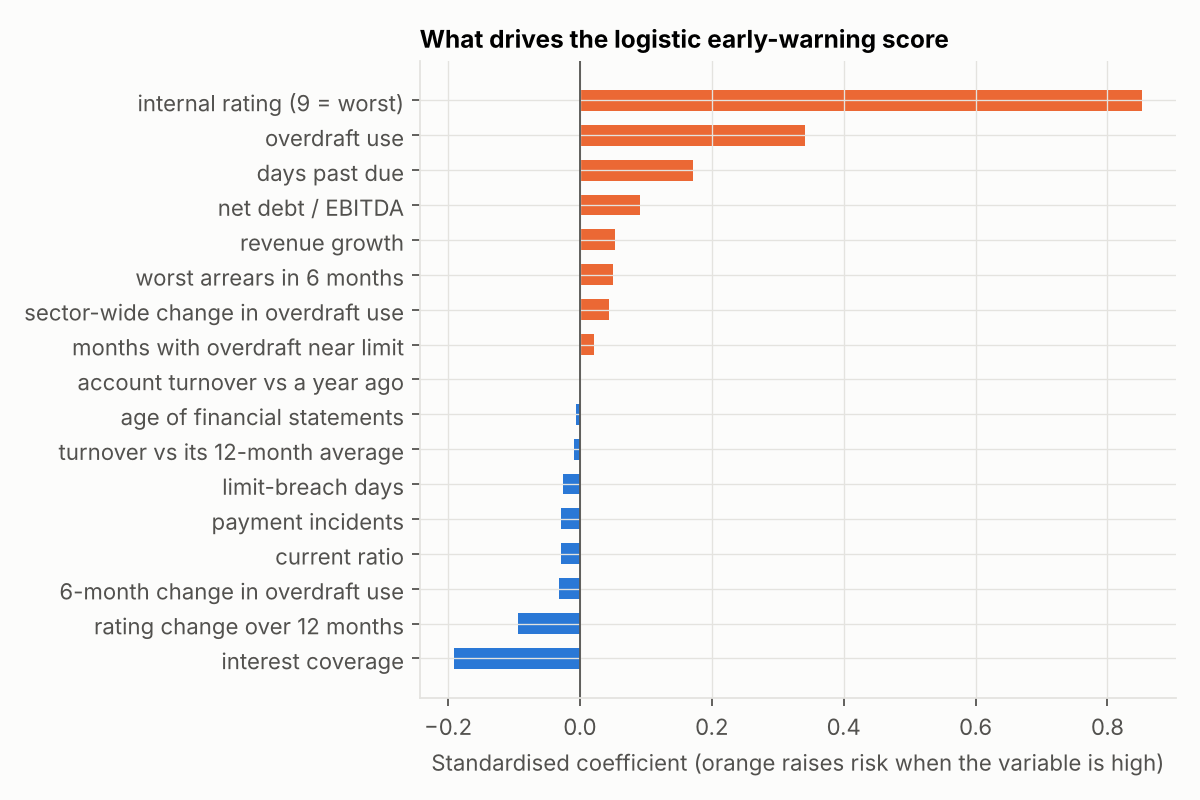 What drives the logistic early-warning score
internal rating (9 = worst)
overdraft use
days past due
net debt / EBITDA
revenue growth
worst arrears in 6 months
sector-wide change in overdraft use
months with overdraft near limit
account turnover vs a year ago
age of financial statements
turnover vs its 12-month average
limit-breach days
payment incidents
current ratio
6-month change in overdraft use
rating change over 12 months
interest coverage
−0.2 0.0 0.2 0.4 0.6 0.8
Standardised coefficient (orange raises risk when the variable is high)